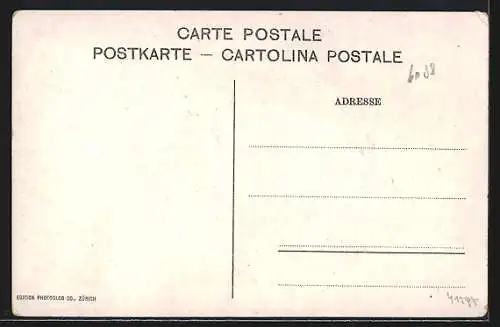 CARTE POSTALE
POSTKARTE — CARTOLINA POSTALE
ADRESSE
EDITION PHOTOGLOB CO., ZÜRICH